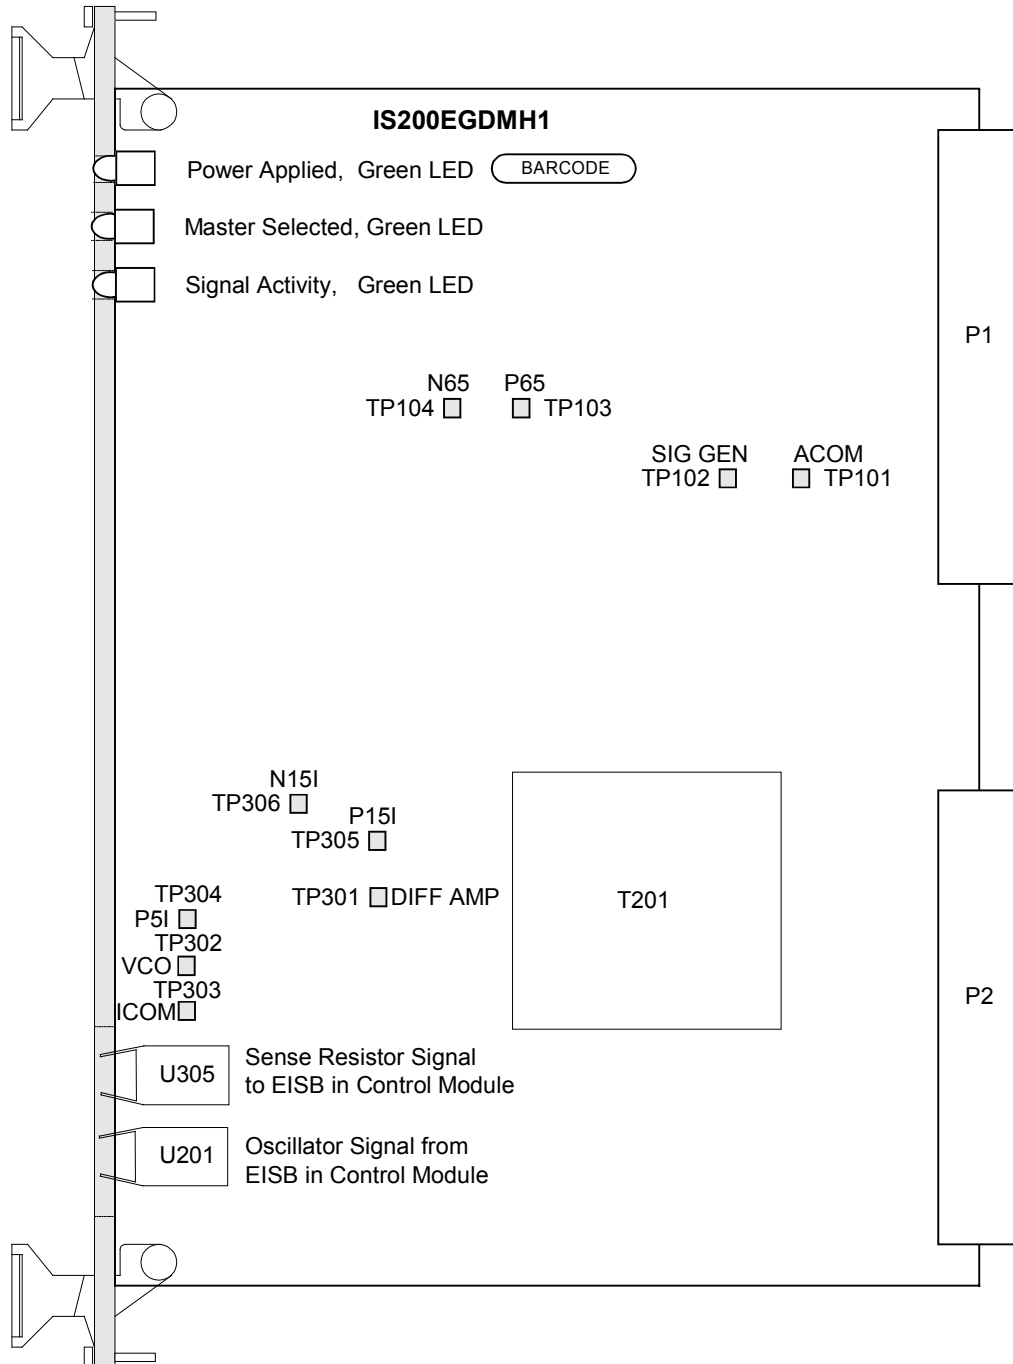 IS200EGDMH1
Power Applied, Green LED BARCODE
Master Selected, Green LED
Signal Activity, Green LED
P1
N65 P65
TP104 TP103
SIG GEN ACOM
TP102 TP101
N15I
TP306
P15I
TP305
TP304
P5I
TP301 DIFF AMP
T201
TP302
VCO
TP303
ICOM
P2
U305
Sense Resistor Signal
to EISB in Control Module
U201
Oscillator Signal from
EISB in Control Module